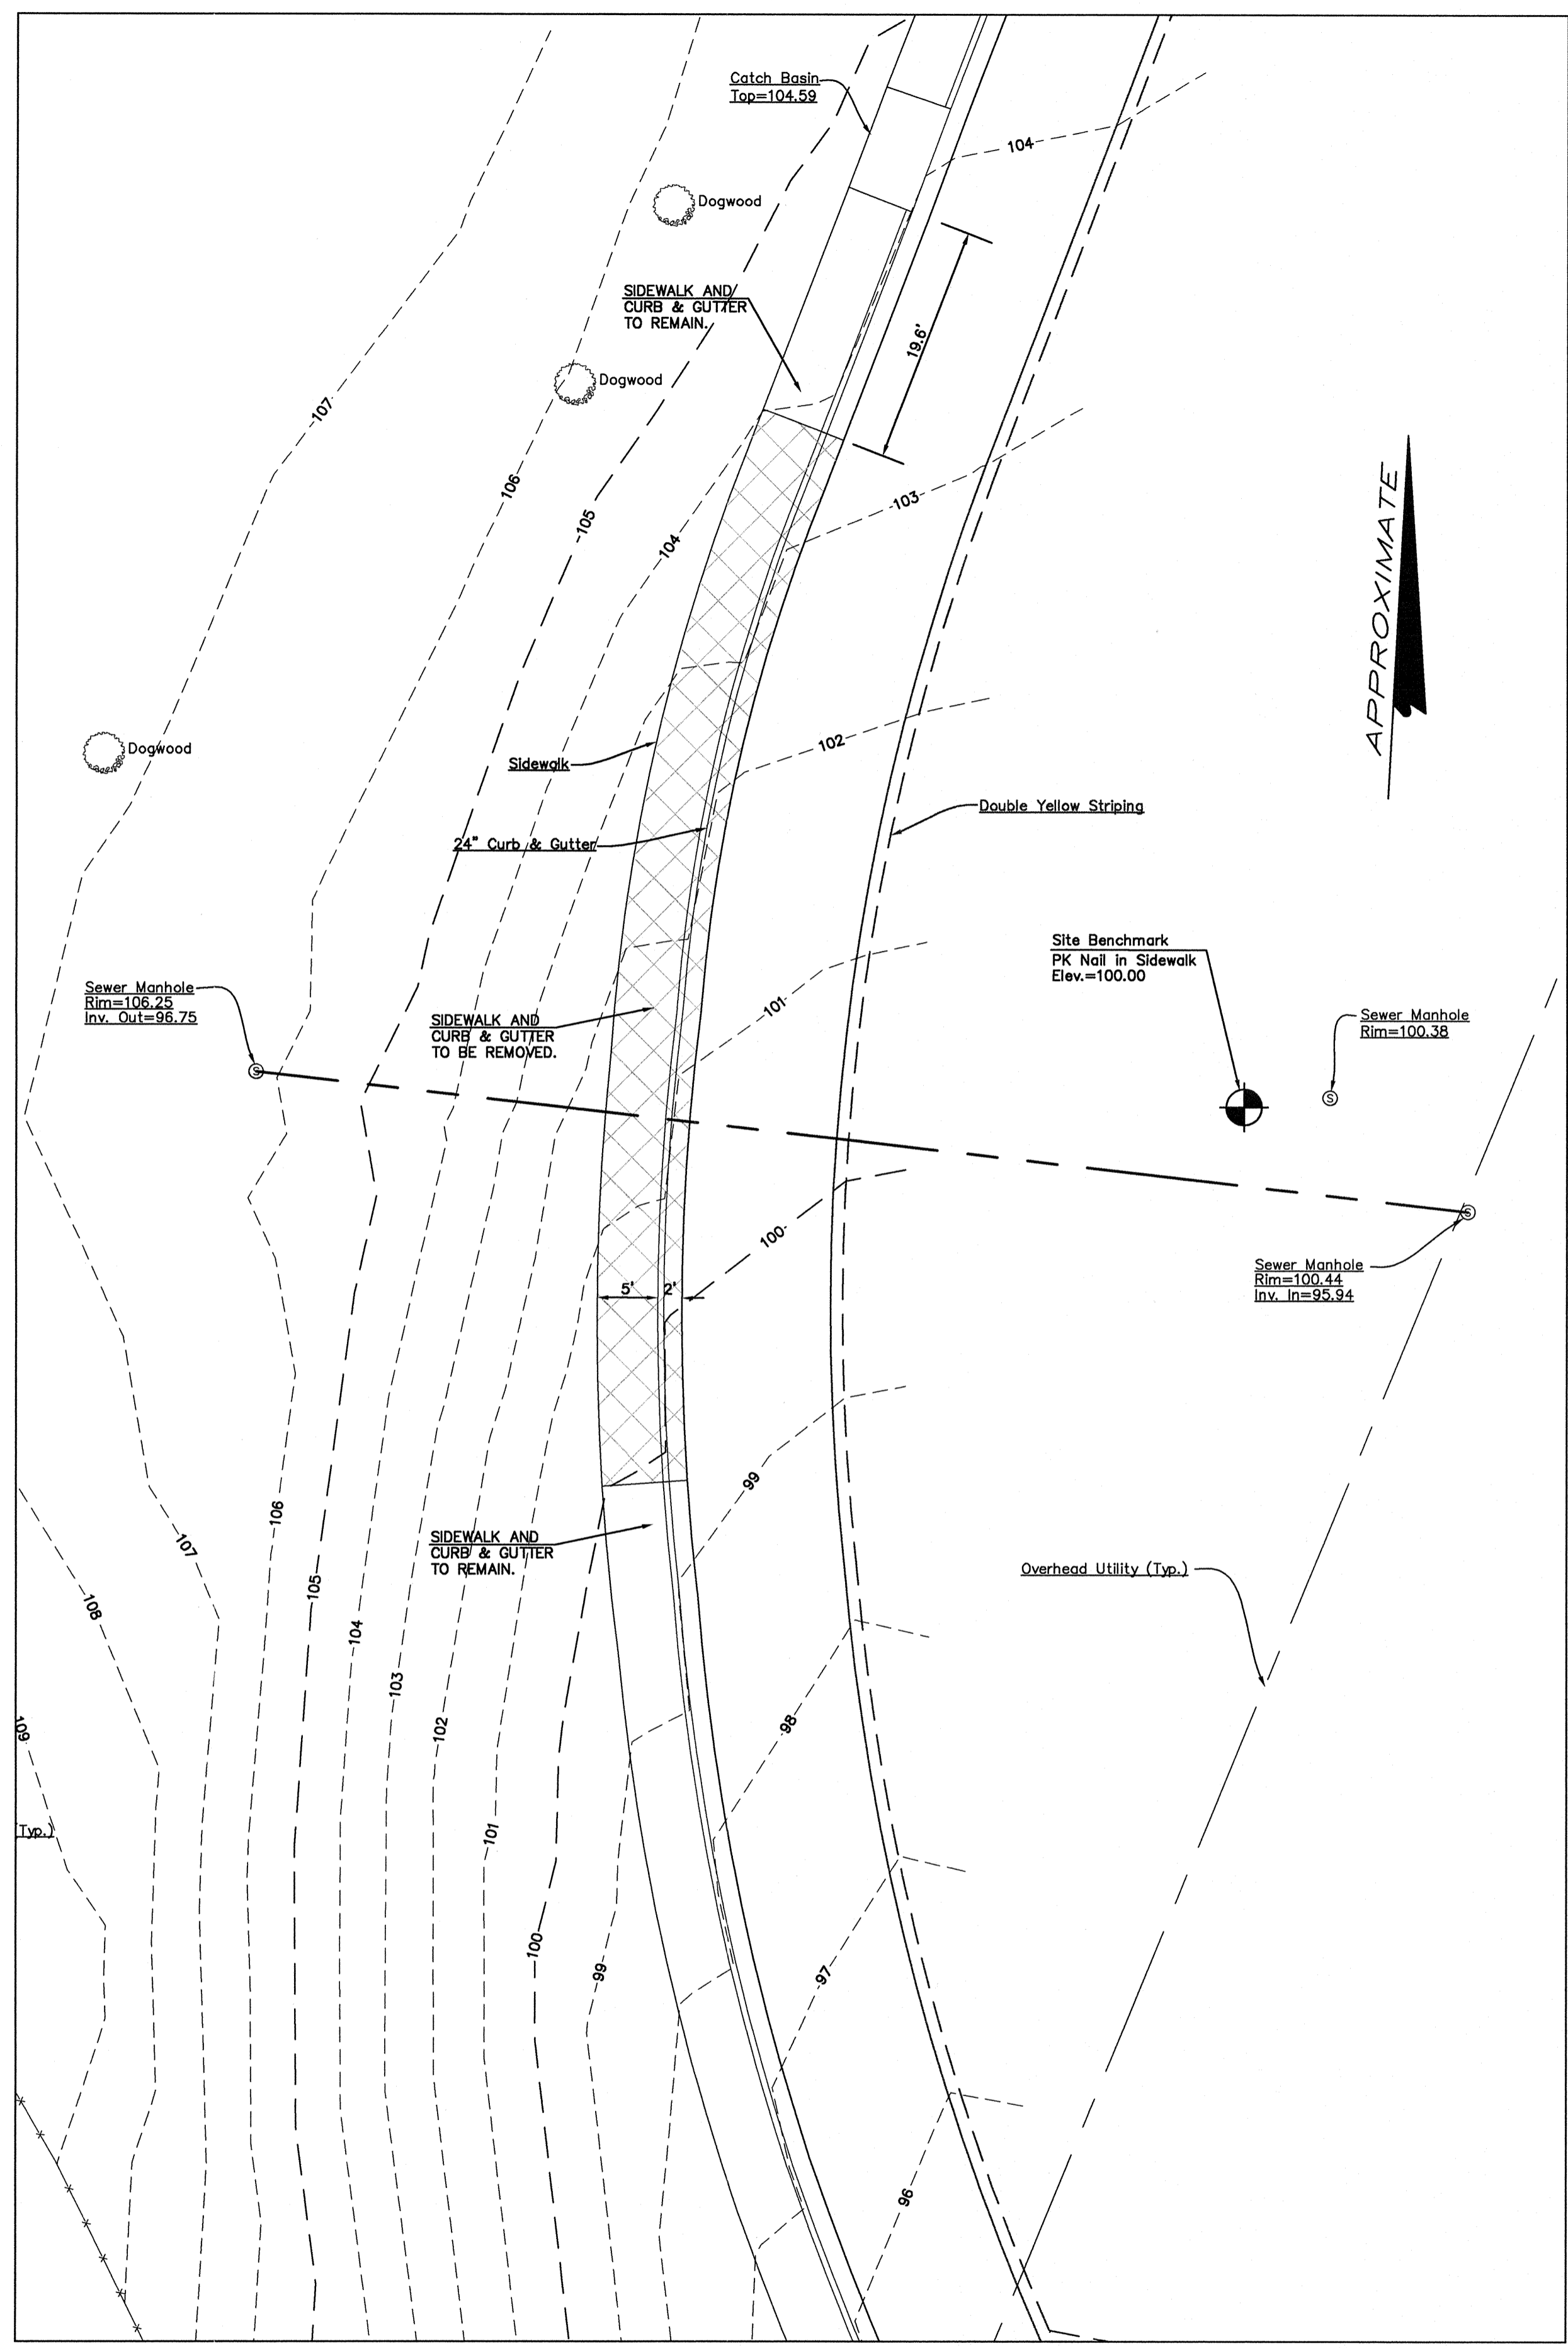 Catch Basin
Top=104.59
104
Dogwood
SIDEWALK AND
CURB & GUTTER
TO REMAIN.
19.6'
Dogwood
107
106
105
104
103
APPROXIMATE
Dogwood
Sidewalk
102
Double Yellow Striping
24" Curb & Gutter
Site Benchmark
PK Nail in Sidewalk
Elev.=100.00
Sewer Manhole
Rim=106.25
Inv. Out=96.75
101
SIDEWALK AND
CURB & GUTTER
TO BE REMOVED.
Sewer Manhole
Rim=100.38
S
S
S
100
Sewer Manhole
Rim=100.44
Inv. In=95.94
5'
2'
99
106
107
SIDEWALK AND
CURB & GUTTER
TO REMAIN.
Overhead Utility (Typ.)
105
108
104
103
102
98
109
Typ.)
101
100
99
97
96